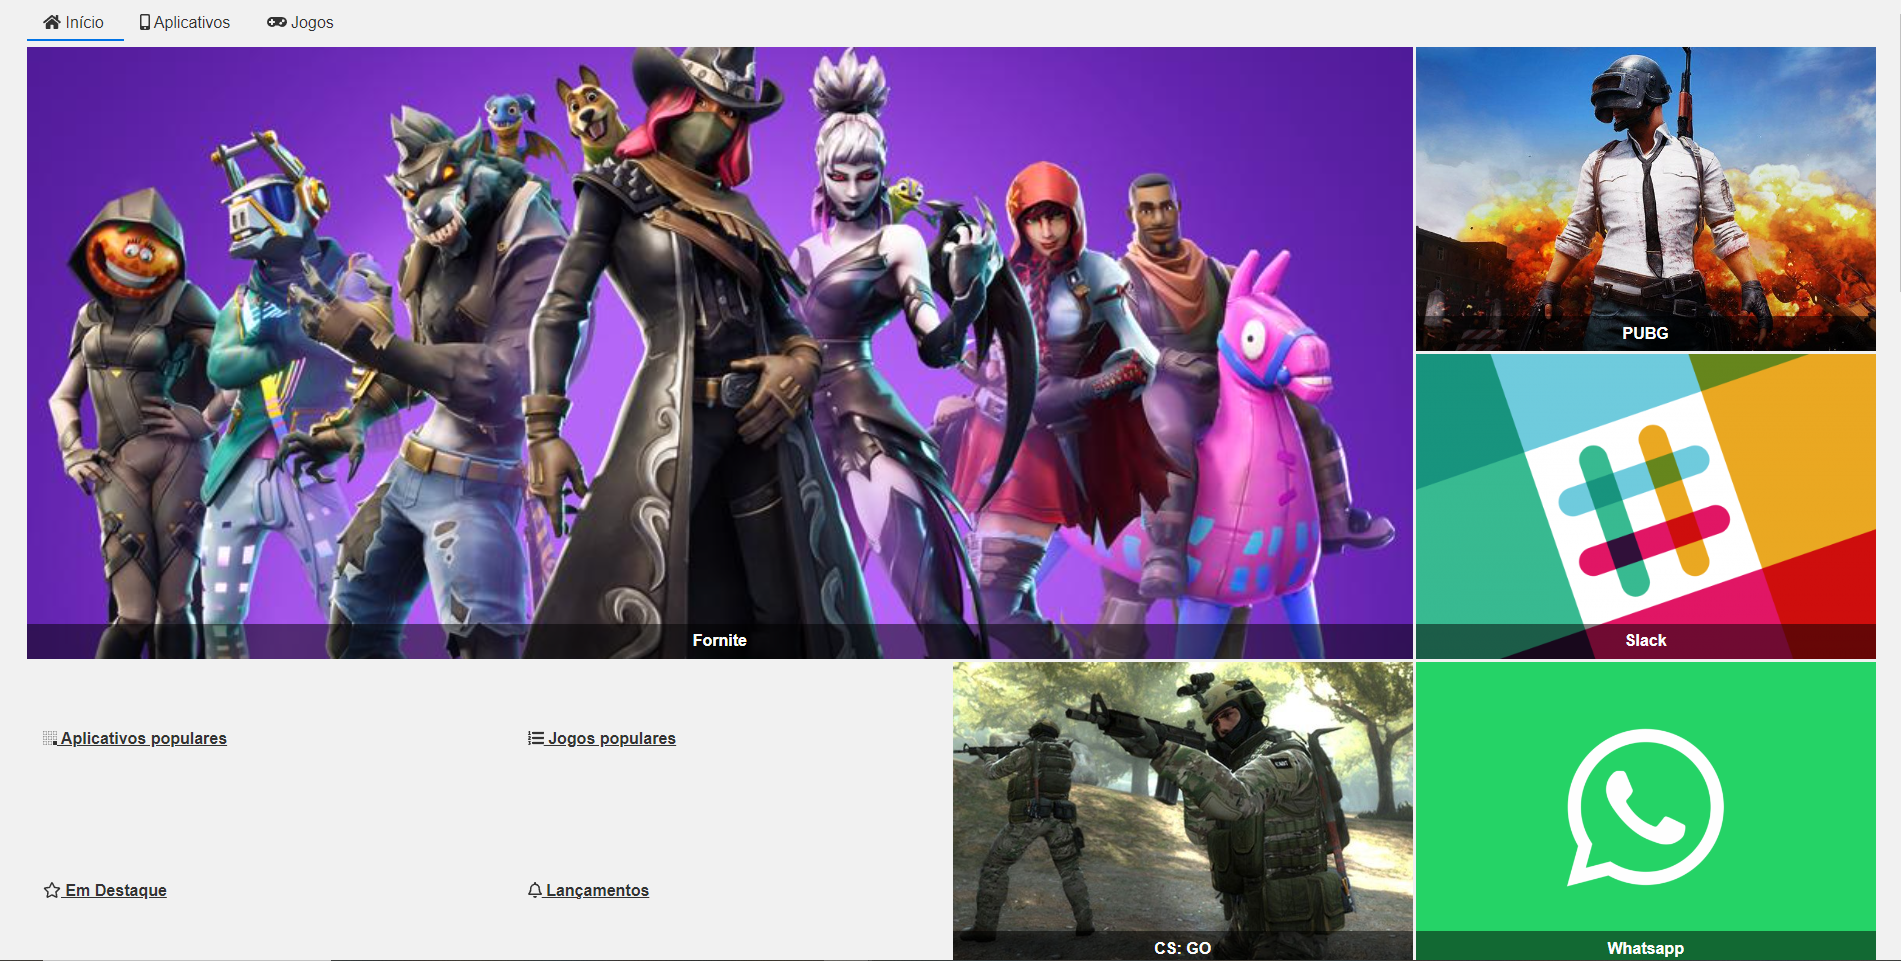 Início
Aplicativos
Jogos
PUBG
Fornite
Slack
Aplicativos populares
Jogos populares
Em Destaque
Lançamentos
CS: GO
Whatsapp